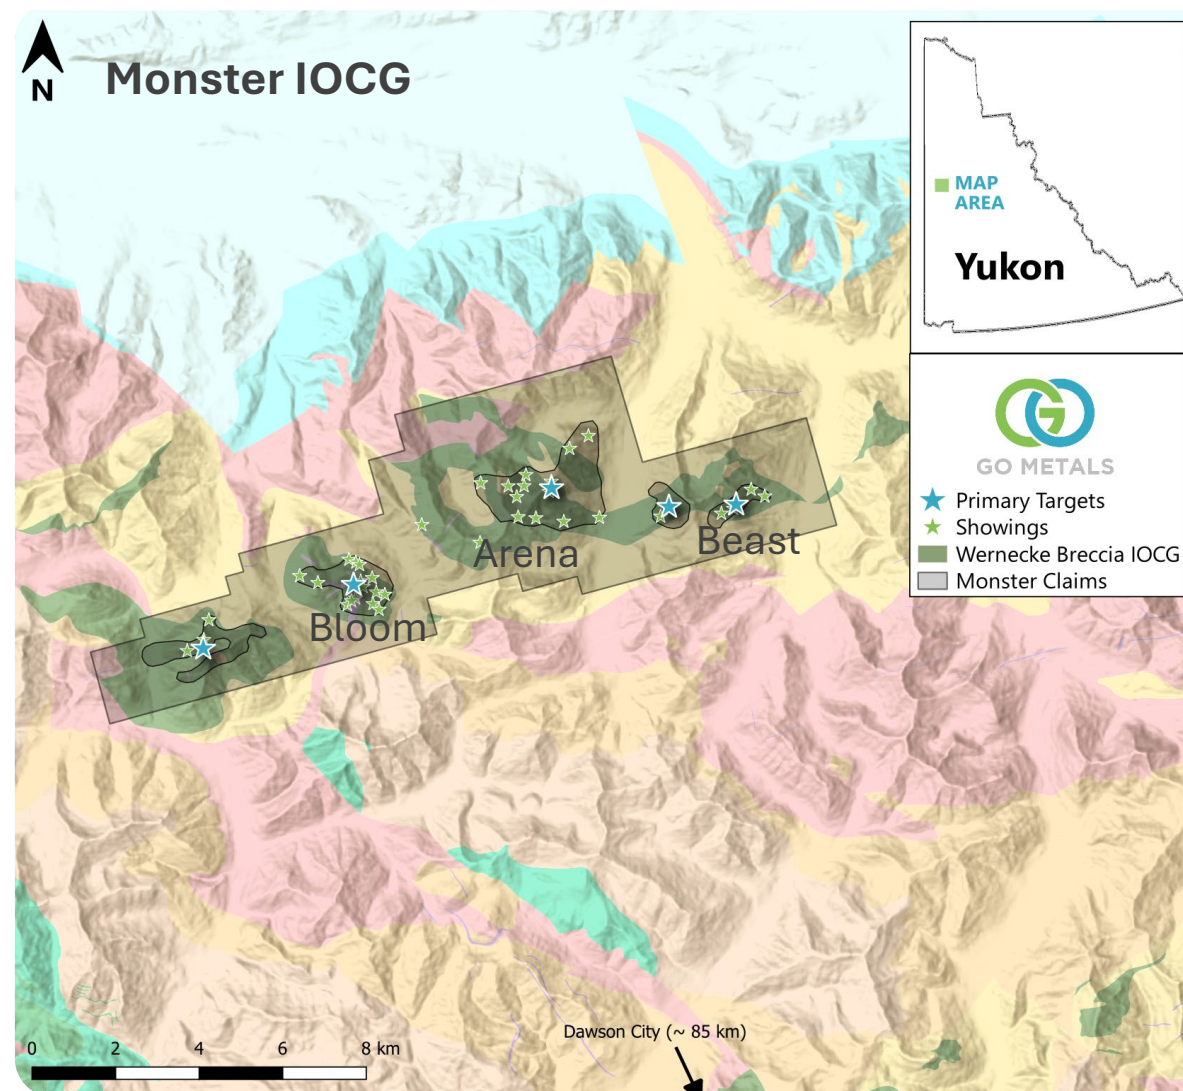 Monster IOCG
N
MAP
AREA
Yukon
GO METALS
Primary Targets
Showings
Wernecke Breccia IOCG
Monster Claims
Arena
Beast
Bloom
Dawson City (~ 85 km)
0 2 4 6 8 km